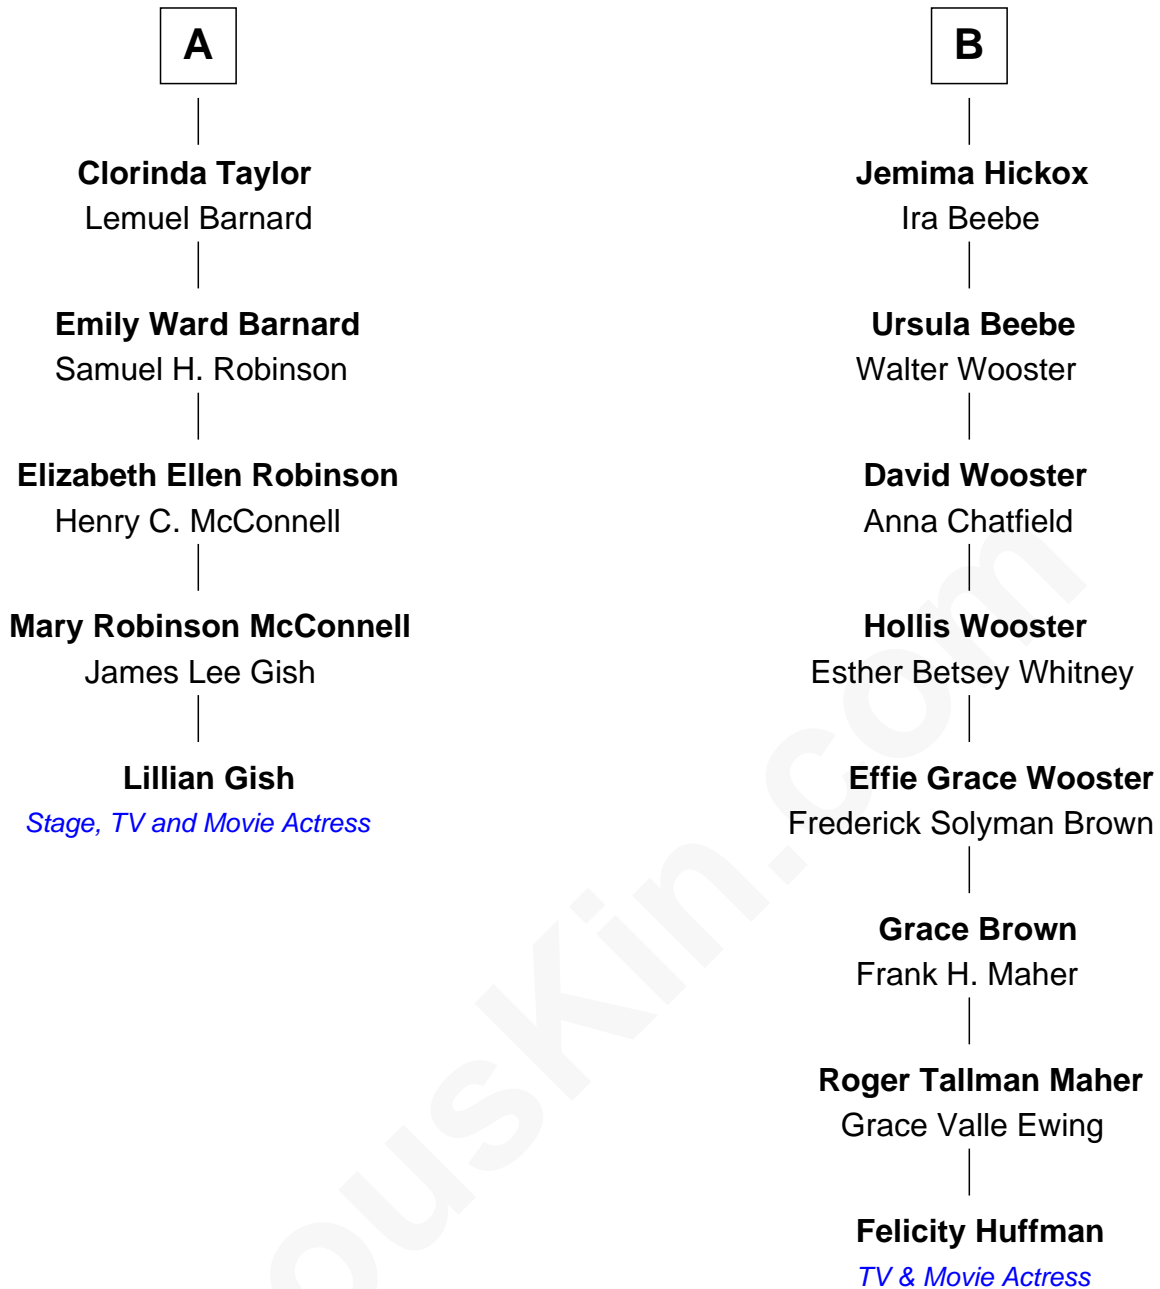 A
Clorinda Taylor
Lemuel Barnard
Emily Ward Barnard
Samuel H. Robinson
Elizabeth Ellen Robinson
Henry C. McConnell
Mary Robinson McConnell
James Lee Gish
Lillian Gish
Stage, TV and Movie Actress
B
Jemima Hickox
Ira Beebe
Ursula Beebe
Walter Wooster
David Wooster
Anna Chatfield
Hollis Wooster
Esther Betsey Whitney
Effie Grace Wooster
Frederick Solyman Brown
Grace Brown
Frank H. Maher
Roger Tallman Maher
Grace Valle Ewing
Felicity Huffman
TV & Movie Actress
ousKin.com